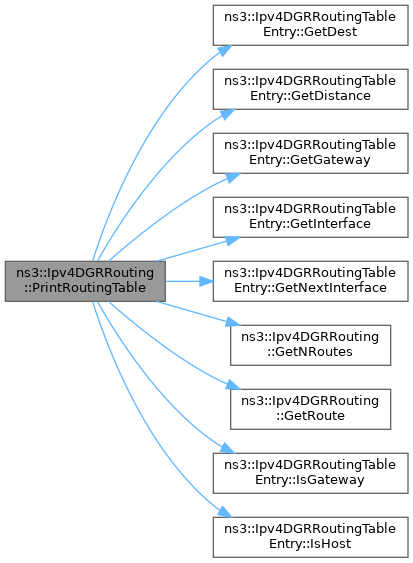 ns3::Ipv4DGRRouting
::PrintRoutingTable
ns3::Ipv4DGRRoutingTable
Entry::GetDest
ns3::Ipv4DGRRoutingTable
Entry::GetDistance
ns3::Ipv4DGRRoutingTable
Entry::GetGateway
ns3::Ipv4DGRRoutingTable
Entry::GetInterface
ns3::Ipv4DGRRoutingTable
Entry::GetNextInterface
ns3::Ipv4DGRRouting
::GetNRoutes
ns3::Ipv4DGRRouting
::GetRoute
ns3::Ipv4DGRRoutingTable
Entry::IsGateway
ns3::Ipv4DGRRoutingTable
Entry::IsHost